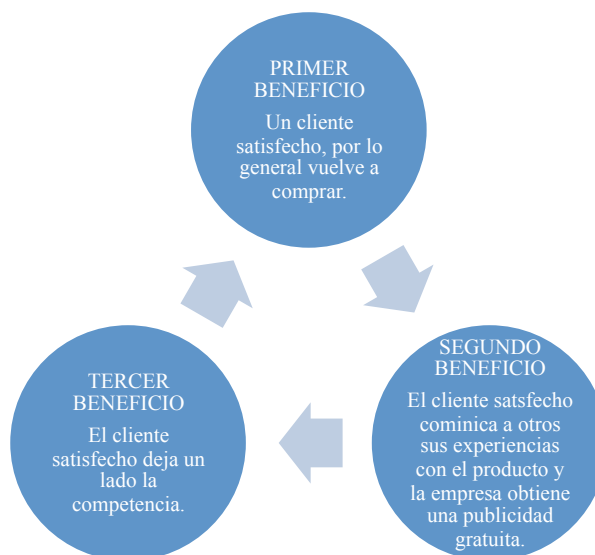 PRIMER
BENEFICIO
Un cliente
satisfecho, por lo
general vuelve a
comprar.
SEGUNDO
BENEFICIO
El cliente satsfecho
cominica a otros
sus experiencias
con el producto y
la empresa obtiene
una publicidad
gratuita.
TERCER
BENEFICIO
El cliente
satisfecho deja un
lado la
competencia.